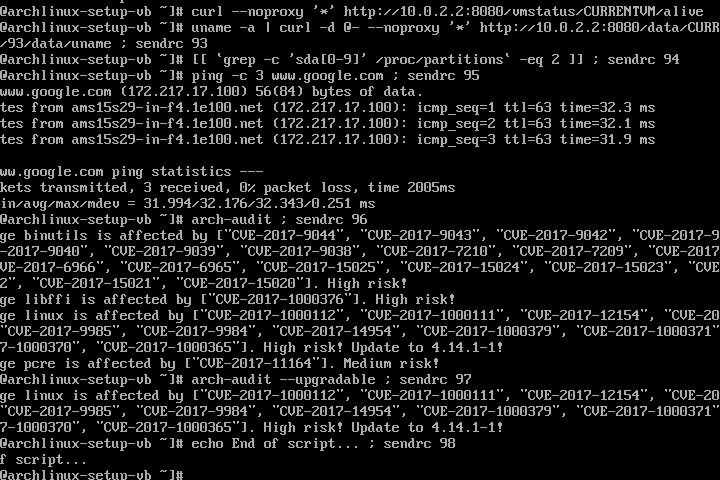 @archlinux-setup-vb ~]# curl --noproxy '*' http://10.0.2.2:8080/vmstatus/CURRENTVM/alive
@archlinux-setup-vb ~]# uname -a | curl -d @- --noproxy '*' http://10.0.2.2:8080/data/CURR
/93/data/uname ; sendrc 93
@archlinux-setup-vb ~]# [[ `grep -c 'sda[0-9]' /proc/partitions` -eq 2 ]] ; sendrc 94
@archlinux-setup-vb ~]# ping -c 3 www.google.com ; sendrc 95
www.google.com (172.217.17.100) 56(84) bytes of data.
tes from ams15s29-in-f4.1e100.net (172.217.17.100): icmp_seq=1 ttl=63 time=32.3 ms
tes from ams15s29-in-f4.1e100.net (172.217.17.100): icmp_seq=2 ttl=63 time=32.1 ms
tes from ams15s29-in-f4.1e100.net (172.217.17.100): icmp_seq=3 ttl=63 time=31.9 ms
ww.google.com ping statistics ---
kets transmitted, 3 received, 0% packet loss, time 2005ms
in/avg/max/mdev = 31.994/32.176/32.343/0.251 ms
@archlinux-setup-vb ~]# arch-audit ; sendrc 96
ge binutils is affected by ["CVE-2017-9044", "CVE-2017-9043", "CVE-2017-9042", "CVE-2017-9
-2017-9040", "CVE-2017-9039", "CVE-2017-9038", "CVE-2017-7210", "CVE-2017-7209", "CVE-2017
VE-2017-6966", "CVE-2017-6965", "CVE-2017-15025", "CVE-2017-15024", "CVE-2017-15023", "CVE
2", "CVE-2017-15021", "CVE-2017-15020"]. High risk!
ge libffi is affected by ["CVE-2017-1000376"]. High risk!
ge linux is affected by ["CVE-2017-1000112", "CVE-2017-1000111", "CVE-2017-12154", "CVE-20
"CVE-2017-9985", "CVE-2017-9984", "CVE-2017-14954", "CVE-2017-1000379", "CVE-2017-1000371"
7-1000370", "CVE-2017-1000365"]. High risk! Update to 4.14.1-1!
ge pcre is affected by ["CVE-2017-11164"]. Medium risk!
@archlinux-setup-vb ~]# arch-audit --upgradable ; sendrc 97
ge linux is affected by ["CVE-2017-1000112", "CVE-2017-1000111", "CVE-2017-12154", "CVE-20
"CVE-2017-9985", "CVE-2017-9984", "CVE-2017-14954", "CVE-2017-1000379", "CVE-2017-1000371"
7-1000370", "CVE-2017-1000365"]. High risk! Update to 4.14.1-1!
@archlinux-setup-vb ~]# echo End of script... ; sendrc 98
f script...
@archlinux-setup-vb ~]#